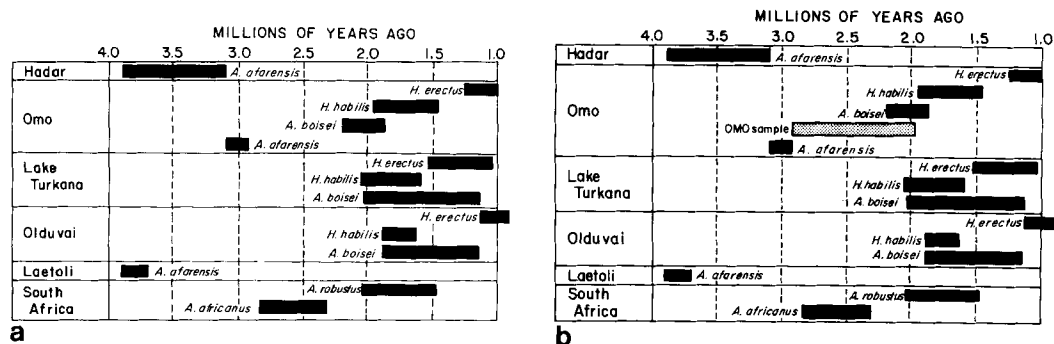 MILLIONS OF YEARS AGO
4.0 3.5 3.0 2.5 2.0 1.5 1.0
Hadar A. afarensis
H. erectus
H. habilis
Omo
A. boisei
A. afarensis
Lake Turkana
H. erectus
H. habilis
A. boisei
H. erectus
Olduvai
H. habilis
A. boisei
Laetoli A. afarensis
South Africa
A. robustus
A. africanus
a
MILLIONS OF YEARS AGO
4.0 3.5 3.0 2.5 2.0 1.5 1.0
Hadar A. afarensis
H. erectus
H. habilis
Omo
A. boisei
OMO sample
A. afarensis
Lake Turkana
H. erectus
H. habilis
A. boisei
H. erectus
Olduvai
H. habilis
A. boisei
Laetoli A. afarensis
South Africa
A. robustus
A. africanus
b